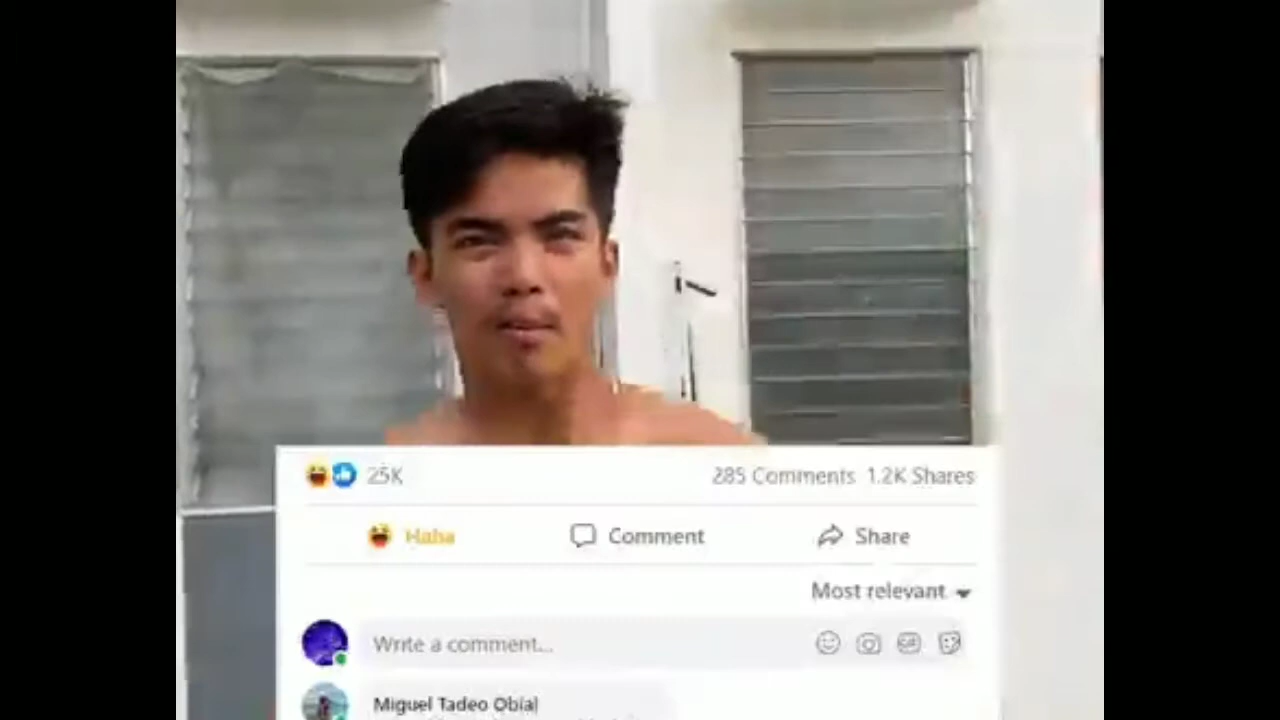 25K 285 Comments 1.2K Shares
Haha Comment Share
Most relevant
Write a comment...
Miguel Tadeo Obial